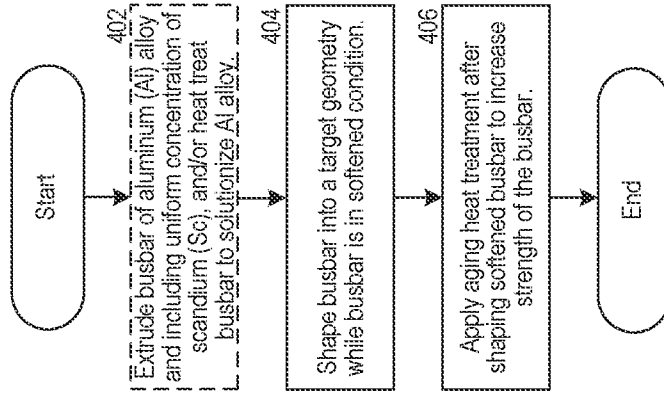 Start
402
Extrude busbar of aluminum (Al) alloy
and including uniform concentration of
scandium (Sc), and/or heat treat
busbar to solutionize Al alloy.
404
Shape busbar into a target geometry
while busbar is in softened condition.
406
Apply aging heat treatment after
shaping softened busbar to increase
strength of the busbar.
End